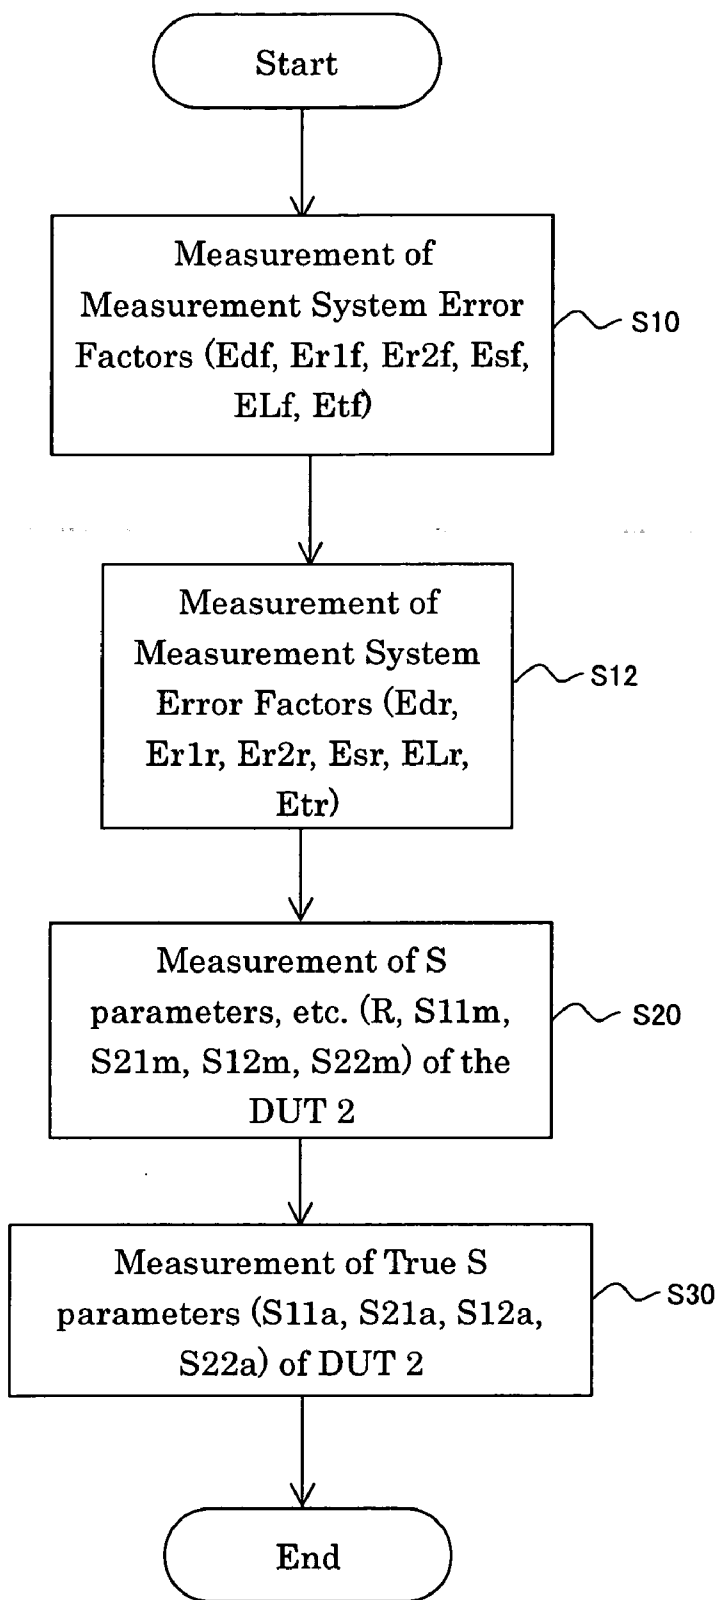 Start
Measurement of
Measurement System Error
Factors (Edf, Er1f, Er2f, Esf,
ELf, Etf)
S10
Measurement of
Measurement System
Error Factors (Edr,
Er1r, Er2r, Esr, ELr,
Etr)
S12
Measurement of S
parameters, etc. (R, S11m,
S21m, S12m, S22m) of the
DUT 2
S20
Measurement of True S
parameters (S11a, S21a, S12a,
S22a) of DUT 2
S30
End